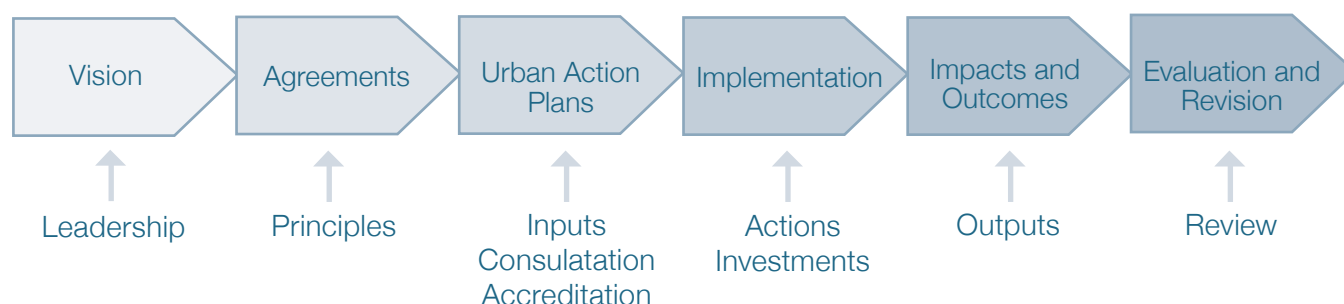 Vision
Agreements
Urban Action
Plans
Implementation
Impacts and
Outcomes
Evaluation and
Revision
Leadership
Principles
Inputs
Consulatation
Accreditation
Actions
Investments
Outputs
Review